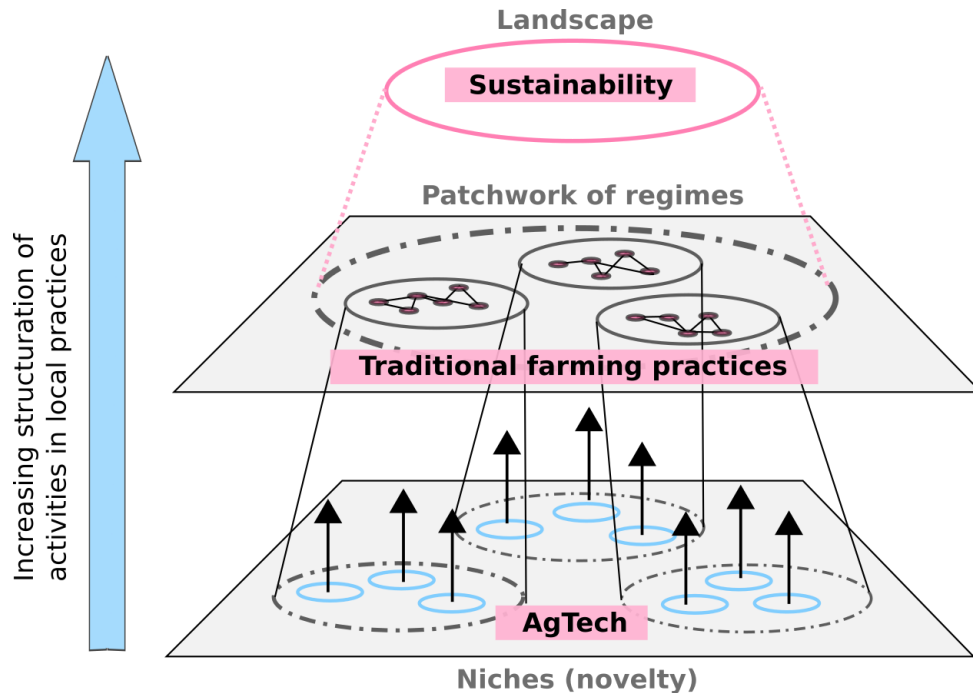 Landscape
Sustainability
Patchwork of regimes
Traditional farming practices
Increasing structuration of
activities in local practices
AgTech
Niches (novelty)